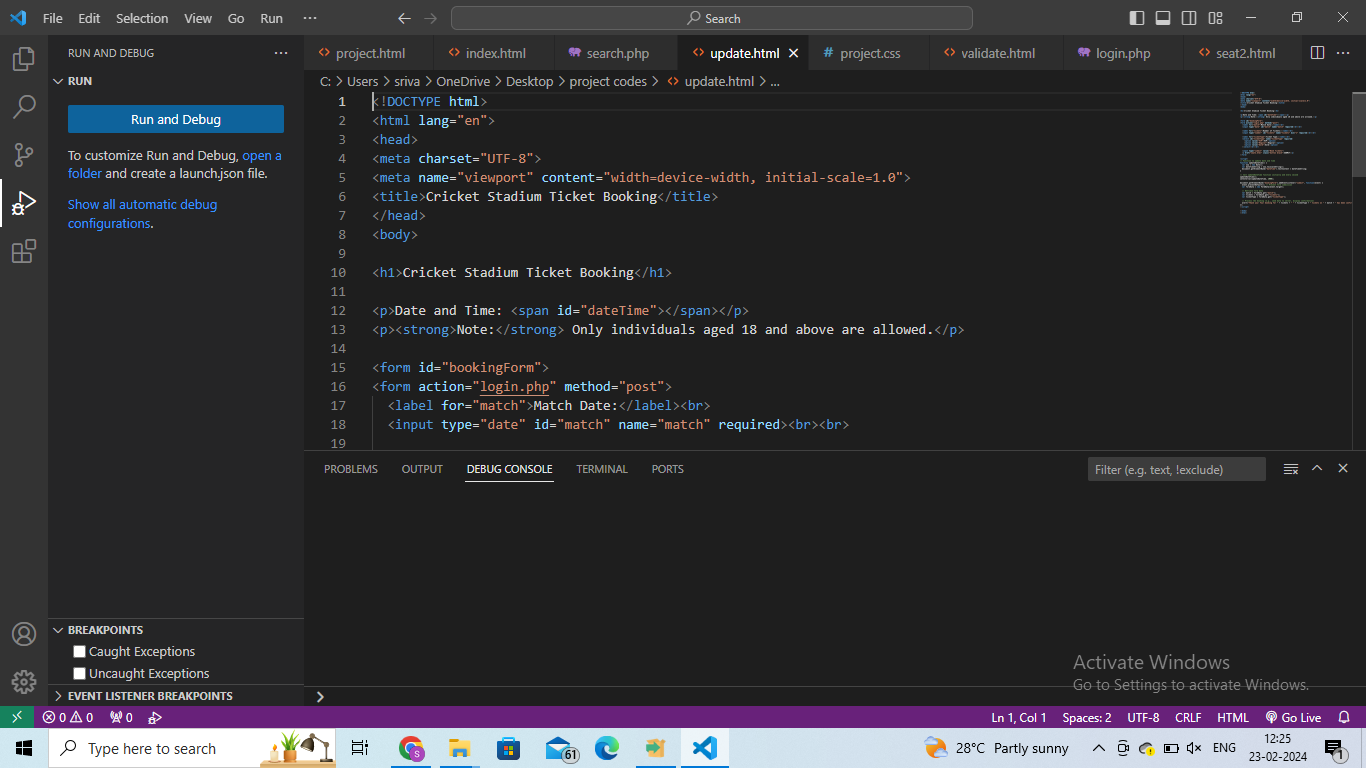 File Edit Selection View Go Run ···
Search
RUN AND DEBUG ···
RUN
Run and Debug
To customize Run and Debug, open a
folder and create a launch.json file.
Show all automatic debug
configurations.
BREAKPOINTS
Caught Exceptions
Uncaught Exceptions
EVENT LISTENER BREAKPOINTS
project.html index.html search.php update.html project.css validate.html login.php seat2.html ···
C: > Users > sriva > OneDrive > Desktop > project codes > update.html > ...
1 <!DOCTYPE html>
2 <html lang="en">
3 <head>
4 <meta charset="UTF-8">
5 <meta name="viewport" content="width=device-width, initial-scale=1.0">
6 <title>Cricket Stadium Ticket Booking</title>
7 </head>
8 <body>
9
10 <h1>Cricket Stadium Ticket Booking</h1>
11
12 <p>Date and Time: <span id="dateTime"></span></p>
13 <p><strong>Note:</strong> Only individuals aged 18 and above are allowed.</p>
14
15 <form id="bookingForm">
16 <form action="login.php" method="post">
17 <label for="match">Match Date:</label><br>
18 <input type="date" id="match" name="match" required><br><br>
19
PROBLEMS OUTPUT DEBUG CONSOLE TERMINAL PORTS
Filter (e.g. text, !exclude)
Activate Windows
Go to Settings to activate Windows.
0 0 0
Ln 1, Col 1 Spaces: 2 UTF-8 CRLF HTML Go Live
Type here to search
61
28°C Partly sunny
ENG
12:25
23-02-2024
1